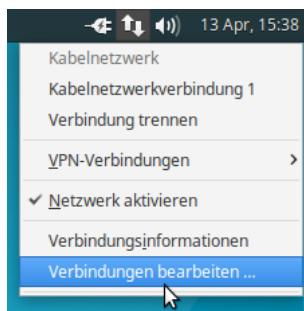 13 Apr, 15:38
Kabelnetzwerk
Kabelnetzwerkverbindung 1
Verbindung trennen
VPN-Verbindungen
Netzwerk aktivieren
Verbindungsinformationen
Verbindungen bearbeiten ...